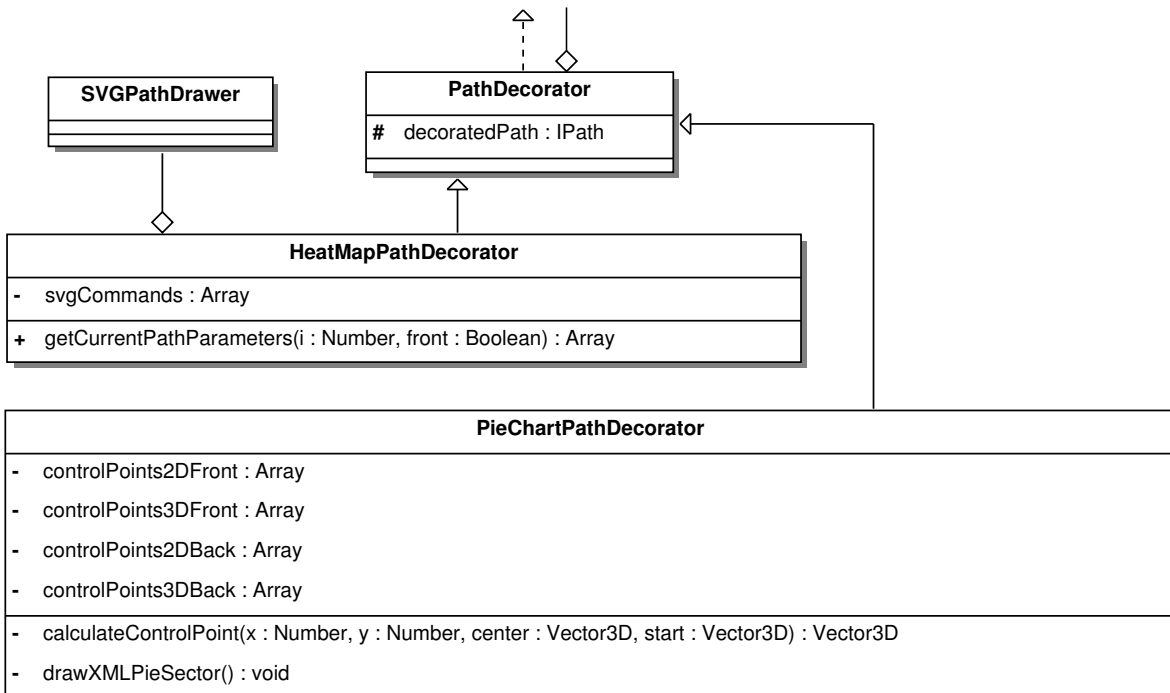 SVGPathDrawer
PathDecorator
# decoratedPath : IPath
HeatMapPathDecorator
- svgCommands : Array
+ getCurrentPathParameters(i : Number, front : Boolean) : Array
PieChartPathDecorator
- controlPoints2DFront : Array
- controlPoints3DFront : Array
- controlPoints2DBack : Array
- controlPoints3DBack : Array
- calculateControlPoint(x : Number, y : Number, center : Vector3D, start : Vector3D) : Vector3D
- drawXMLPieSector() : void